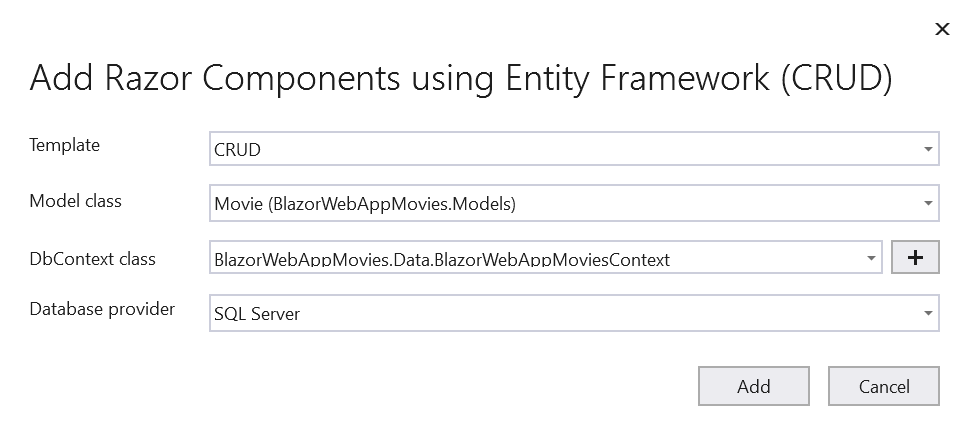 Add Razor Components using Entity Framework (CRUD)
Template
CRUD
Model class
Movie (BlazorWebAppMovies.Models)
DbContext class
BlazorWebAppMovies.Data.BlazorWebAppMoviesContext
Database provider
SQL Server
Add
Cancel